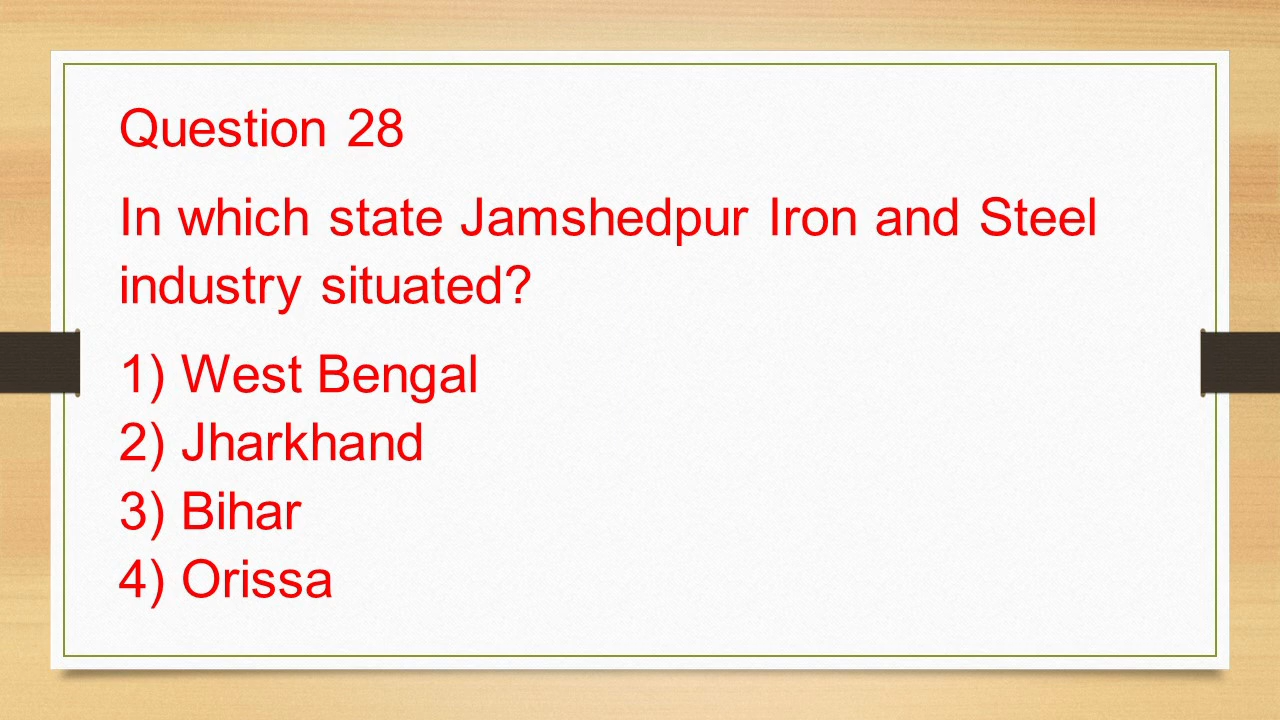 Question 28
In which state Jamshedpur Iron and Steel
industry situated?
1) West Bengal
2) Jharkhand
3) Bihar
4) Orissa